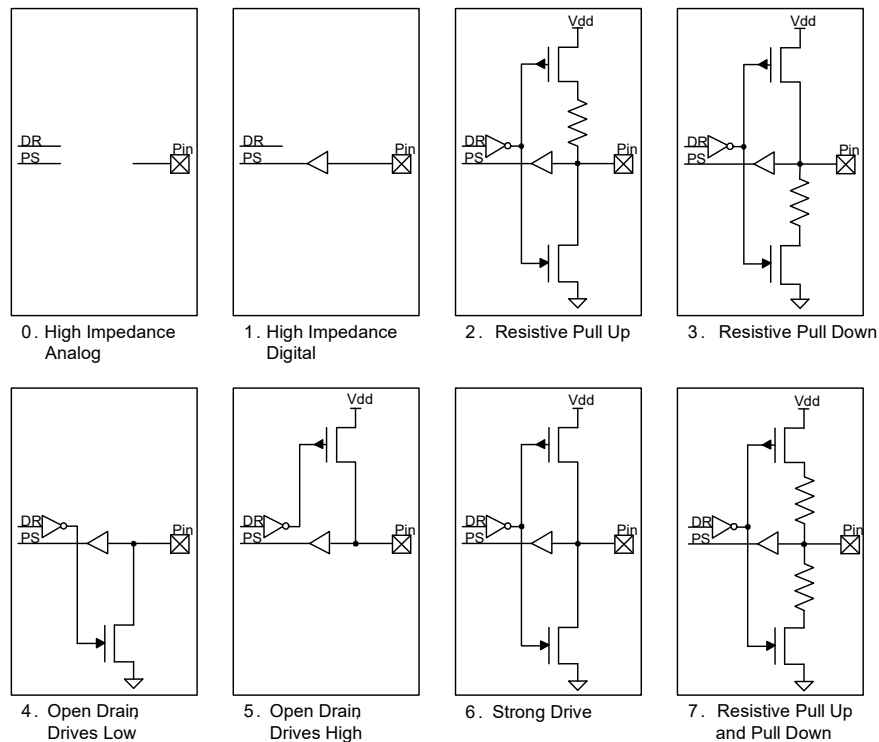 Vdd
Vdd
DR
PS
Pin
DR
PS
Pin
DR
PS
Pin
DR
PS
Pin
0. High Impedance
Analog
1. High Impedance
Digital
2. Resistive Pull Up
3. Resistive Pull Down
Vdd
Vdd
Vdd
DR
PS
Pin
DR
PS
Pin
DR
PS
Pin
DR
PS
Pin
4. Open Drain,
Drives Low
5. Open Drain,
Drives High
6. Strong Drive
7. Resistive Pull Up
and Pull Down